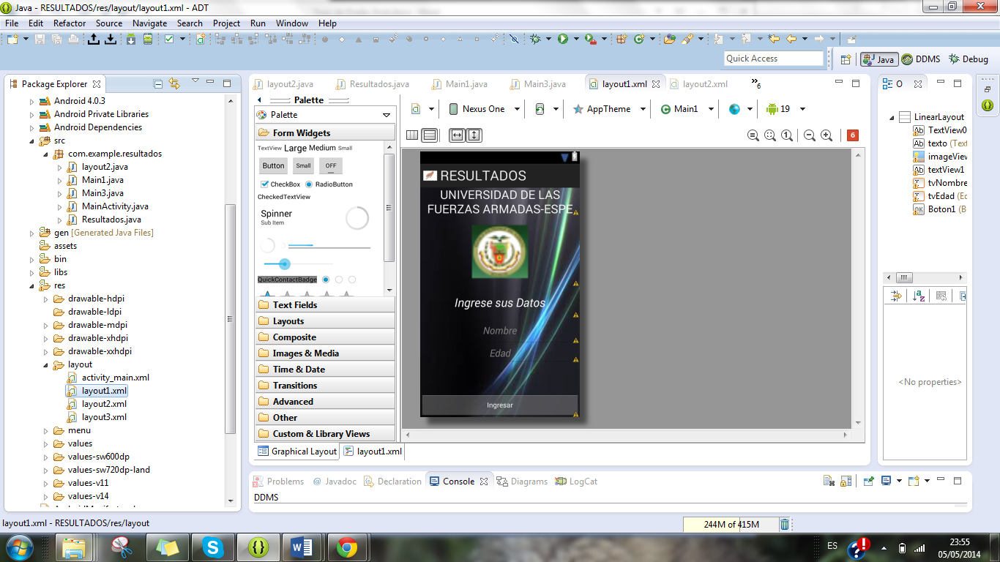 Java - RESULTADOS/res/layout/layout1.xml - ADT
File Edit Refactor Source Navigate Search Project Run Window Help
Quick Access
Java DDMS Debug
Package Explorer
Android 4.0.3
Android Private Libraries
Android Dependencies
src
com.example.resultados
layout2.java
Main1.java
Main3.java
MainActivity.java
Resultados.java
gen [Generated Java Files]
assets
bin
libs
res
drawable-hdpi
drawable-ldpi
drawable-mdpi
drawable-xhdpi
drawable-xxhdpi
layout
activity_main.xml
layout1.xml
layout2.xml
layout3.xml
menu
values
values-sw600dp
values-sw720dp-land
values-v11
values-v14
layout2.java Resultados.java Main1.java Main3.java layout1.xml layout2.xml »6
Palette
Palette
Form Widgets
TextView Large Medium Small
Button Small OFF
CheckBox RadioButton
CheckedTextView
Spinner
Sub Item
QuickContactBadge
Text Fields
Layouts
Composite
Images & Media
Time & Date
Transitions
Advanced
Other
Custom & Library Views
Graphical Layout layout1.xml
Nexus One AppTheme Main1 19
6
RESULTADOS
UNIVERSIDAD DE LAS
FUERZAS ARMADAS-ESPE
Ingrese sus Datos
Nombre
Edad
Ingresar
O
LinearLayout
TextView0
texto (Text
imageView
textView1
tvNombre
tvEdad (Ed
Boton1 (B
<No properties>
Problems Javadoc Declaration Console Diagrams LogCat
DDMS
layout1.xml - RESULTADOS/res/layout
244M of 415M
ES
23:55
05/05/2014